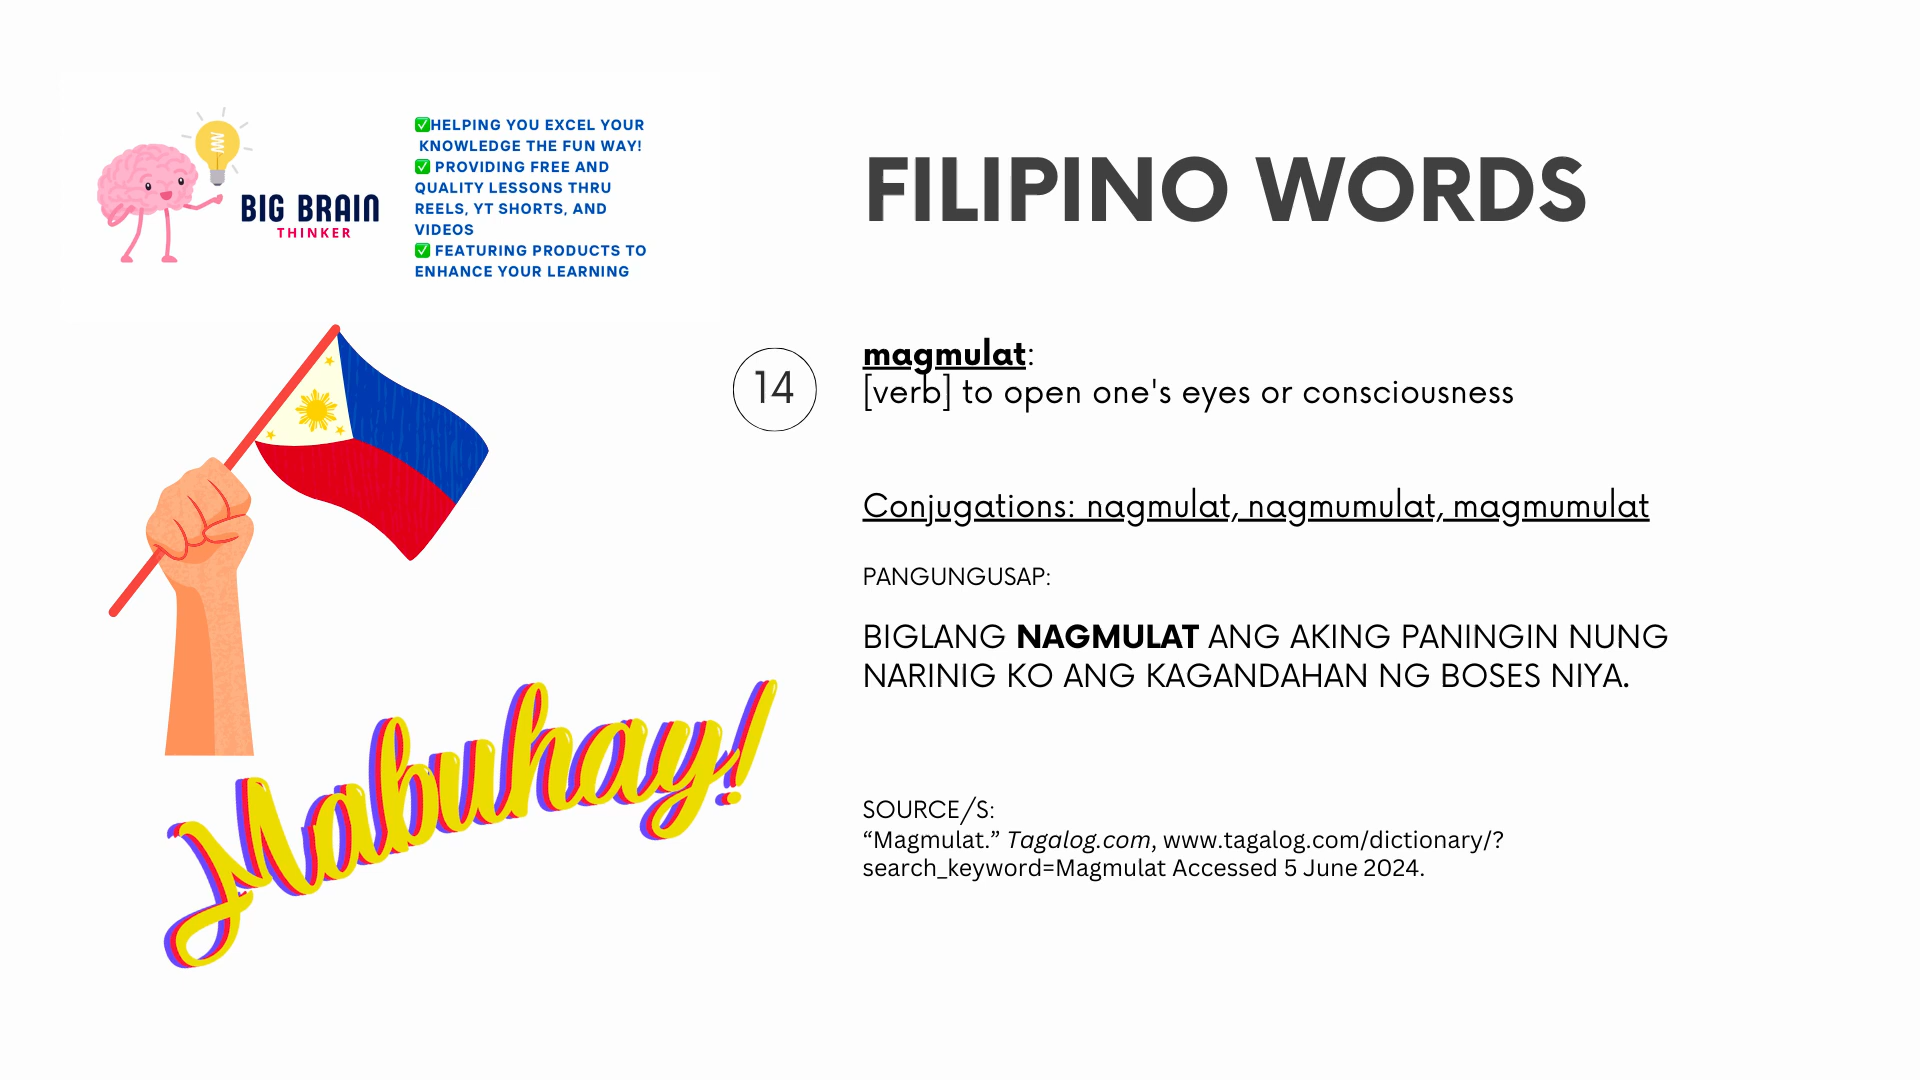 BIG BRAIN
THINKER
✅HELPING YOU EXCEL YOUR
KNOWLEDGE THE FUN WAY!
✅ PROVIDING FREE AND
QUALITY LESSONS THRU
REELS, YT SHORTS, AND
VIDEOS
✅ FEATURING PRODUCTS TO
ENHANCE YOUR LEARNING
FILIPINO WORDS
14
magmulat:
[verb] to open one's eyes or consciousness
Conjugations: nagmulat, nagmumulat, magmumulat
PANGUNGUSAP:
BIGLANG NAGMULAT ANG AKING PANINGIN NUNG
NARINIG KO ANG KAGANDAHAN NG BOSES NIYA.
Mabuhay!
SOURCE/S:
“Magmulat.” Tagalog.com, www.tagalog.com/dictionary/?
search_keyword=Magmulat Accessed 5 June 2024.